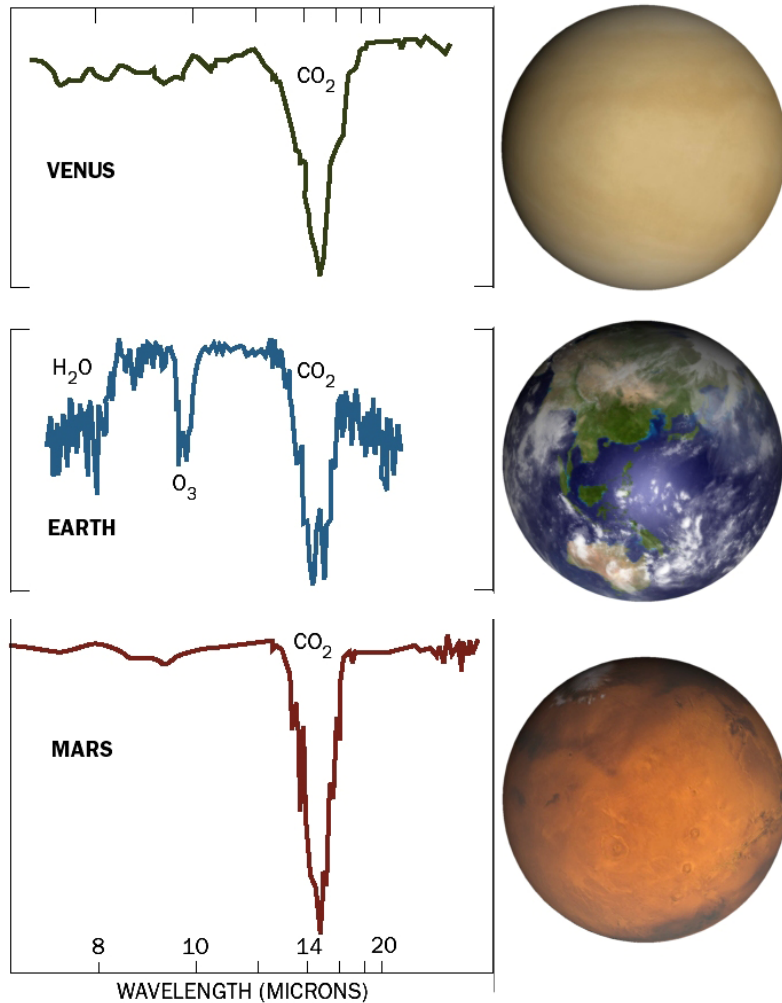 CO₂
VENUS
H₂O
CO₂
O₃
EARTH
CO₂
MARS
8 10 14 20
WAVELENGTH (MICRONS)